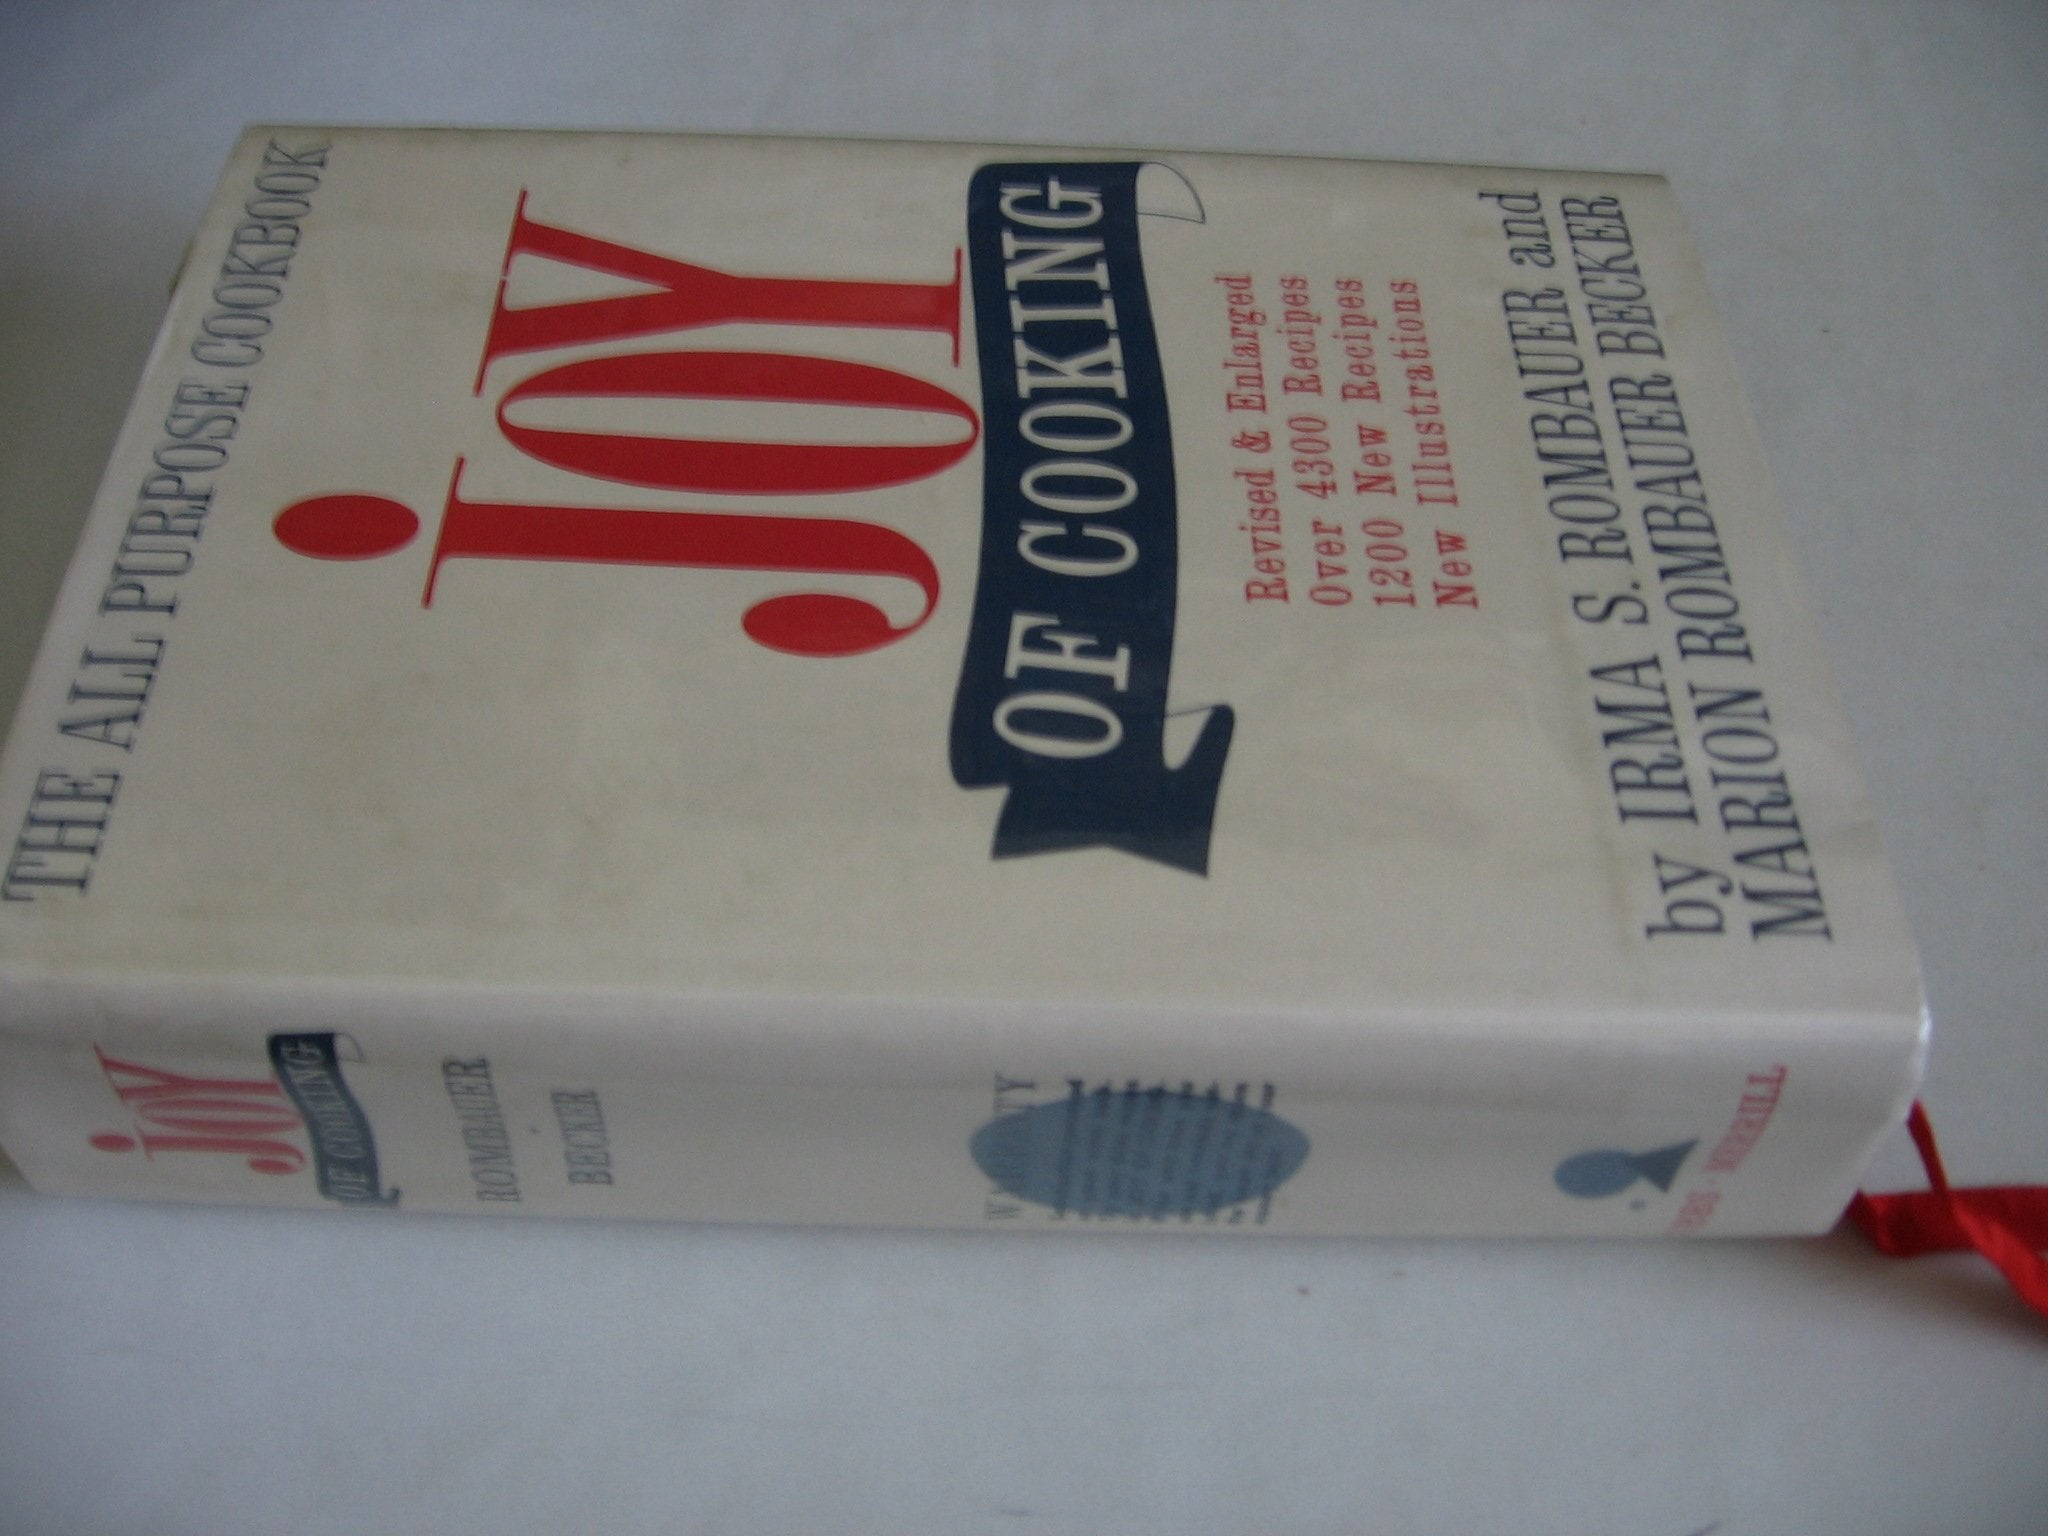 THE ALL PURPOSE COOKBOOK
JOY
OF COOKING
Revised & Enlarged
Over 4300 Recipes
1200 New Recipes
New Illustrations
by IRMA S. ROMBAUER and
MARION ROMBAUER BECKER
JOY
OF COOKING
ROMBAUER
BECKER
MERRILL